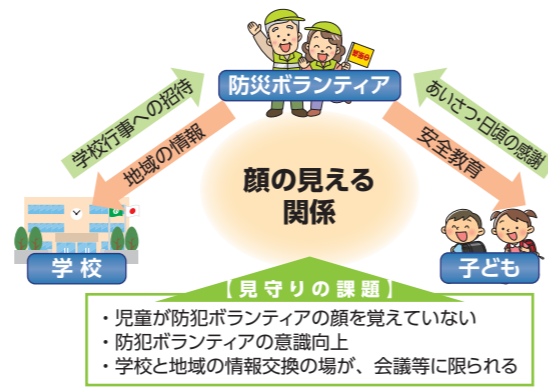 防災ボランティア
学校行事への招待
地域の情報
あいさつ・日頃の感謝
安全教育
顔の見える
関係
学校
子ども
【見守りの課題】
・児童が防犯ボランティアの顔を覚えていない
・防犯ボランティアの意識向上
・学校と地域の情報交換の場が、会議等に限られる